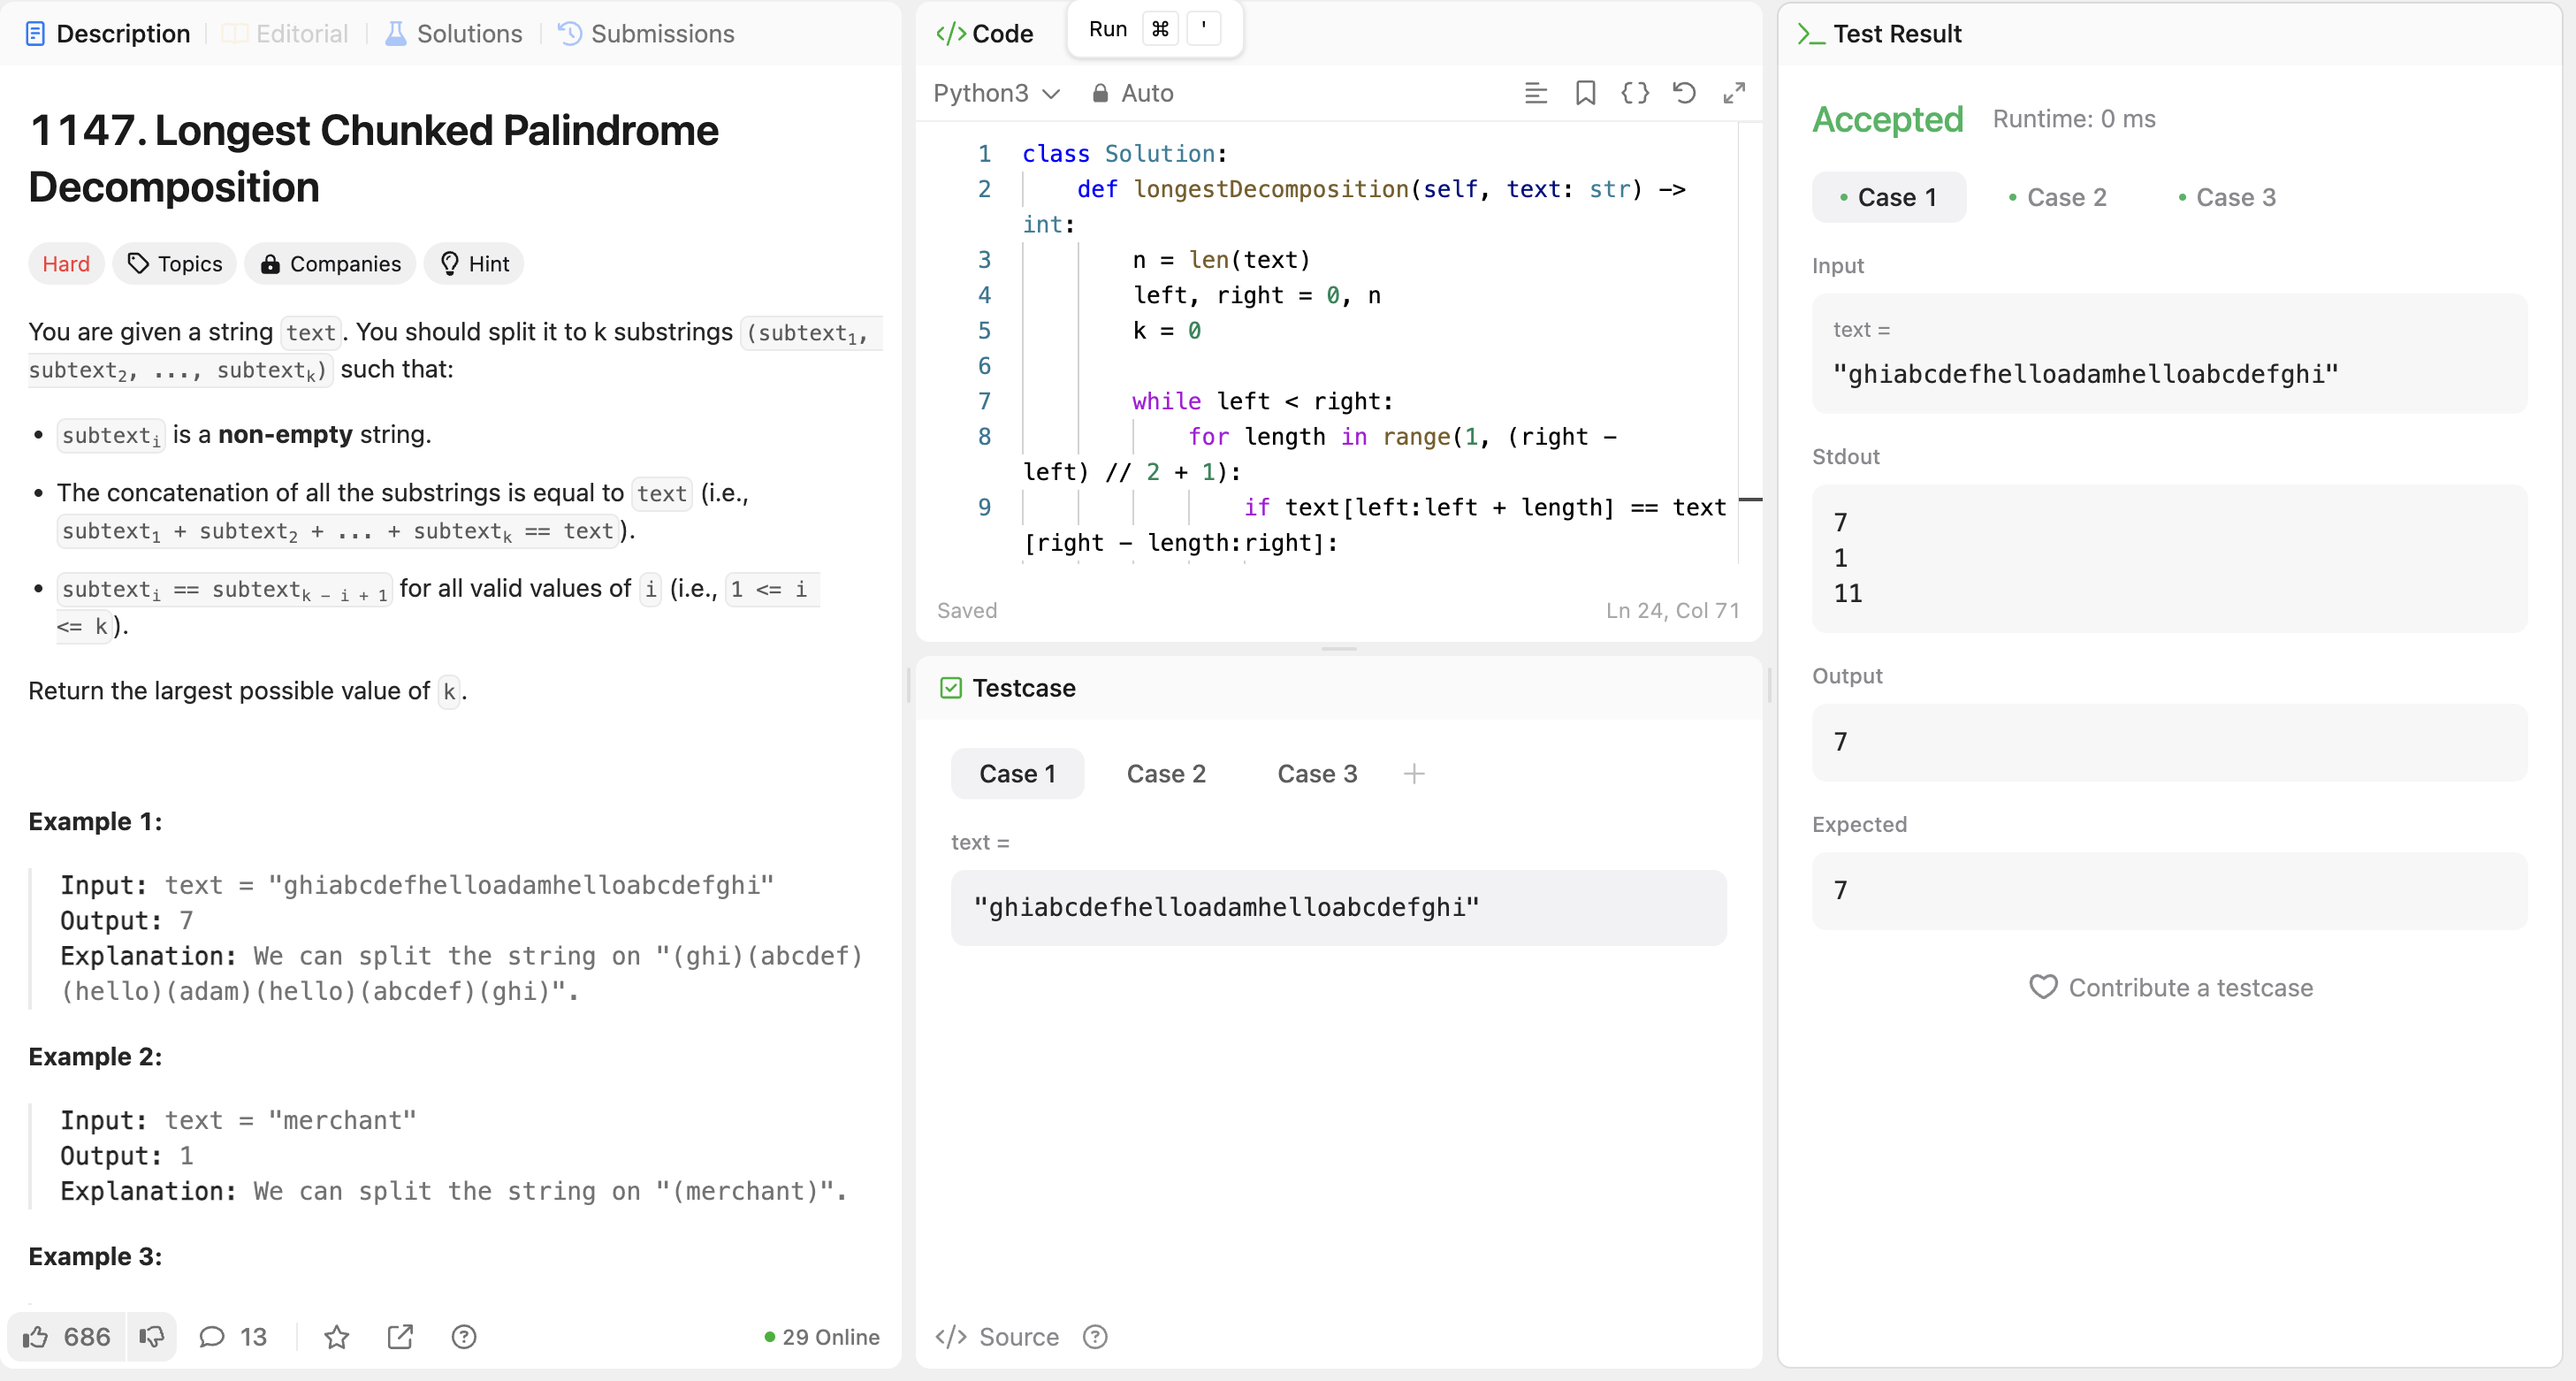 Description
Editorial
Solutions
Submissions
1147. Longest Chunked Palindrome
Decomposition
Hard
Topics
Companies
Hint
You are given a string text. You should split it to k substrings (subtext1,
subtext2, ..., subtextk) such that:
• subtexti is a non-empty string.
• The concatenation of all the substrings is equal to text (i.e.,
subtext1 + subtext2 + ... + subtextk == text).
• subtexti == subtextk - i + 1 for all valid values of i (i.e., 1 <= i
<= k).
Return the largest possible value of k.
Example 1:
Input: text = "ghiabcdefhelloadamhelloabcdefghi"
Output: 7
Explanation: We can split the string on "(ghi)(abcdef)
(hello)(adam)(hello)(abcdef)(ghi)".
Example 2:
Input: text = "merchant"
Output: 1
Explanation: We can split the string on "(merchant)".
Example 3:
686
13
29 Online
</> Code
Run ⌘ '
Python3
Auto
1 class Solution:
2 def longestDecomposition(self, text: str) ->
int:
3 n = len(text)
4 left, right = 0, n
5 k = 0
6
7 while left < right:
8 for length in range(1, (right -
left) // 2 + 1):
9 if text[left:left + length] == text
[right - length:right]:
Saved
Ln 24, Col 71
Testcase
Case 1
Case 2
Case 3
+
text =
"ghiabcdefhelloadamhelloabcdefghi"
</> Source
Test Result
Accepted
Runtime: 0 ms
• Case 1
• Case 2
• Case 3
Input
text =
"ghiabcdefhelloadamhelloabcdefghi"
Stdout
7
1
11
Output
7
Expected
7
Contribute a testcase